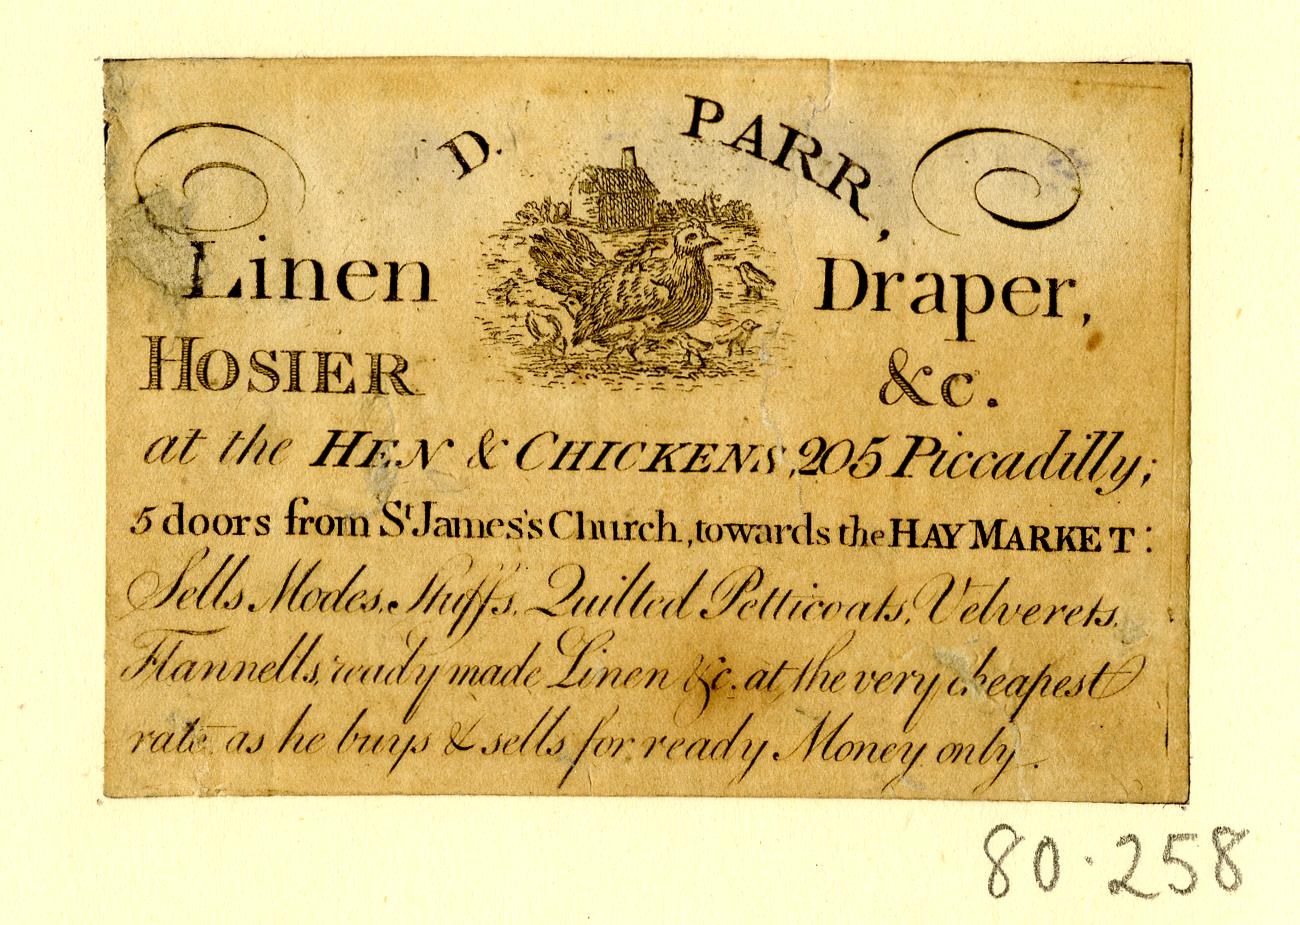 D. PARR,
Linen Draper,
HOSIER &c.
at the HEN & CHICKENS, 205 Piccadilly;
5 doors from St James's Church, towards the HAY MARKET:
Sells Modes, Stuffs, Quilted Petticoats, Velverets,
Flannells, ready made Linen &c. at the very cheapest
rate as he buys & sells for ready Money only.
80.258